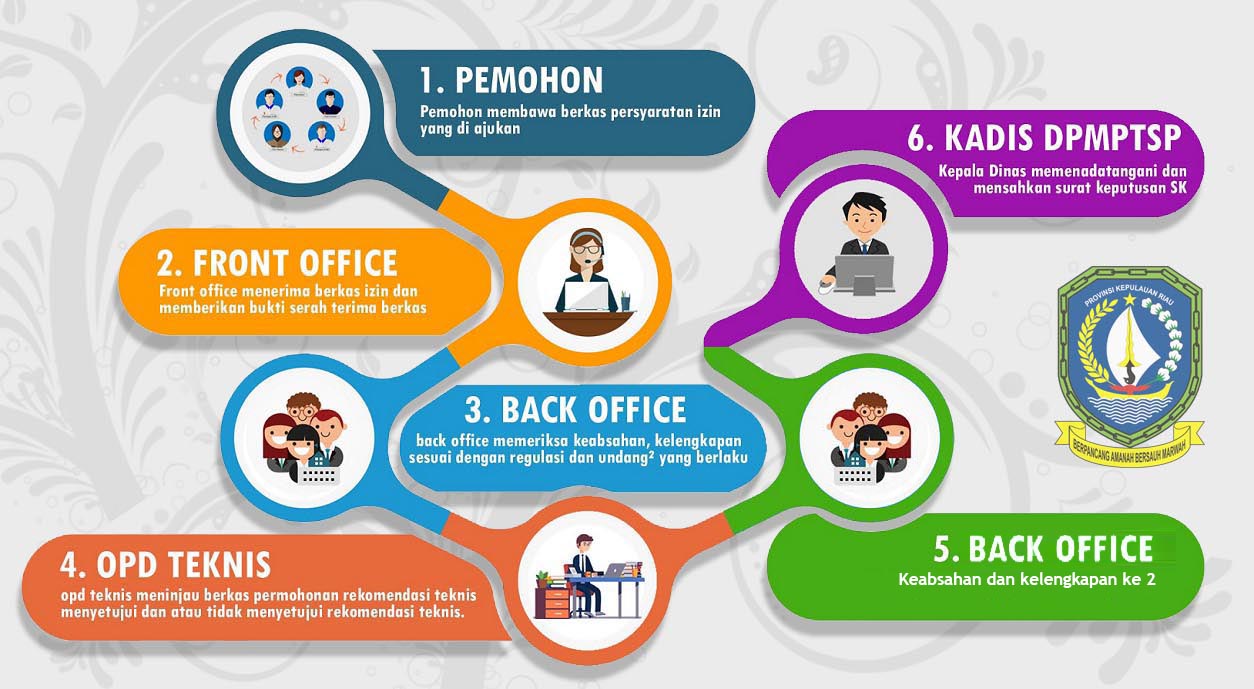 1. PEMOHON
Pemohon membawa berkas persyaratan izin
yang di ajukan
2. FRONT OFFICE
Front office menerima berkas izin dan
memberikan bukti serah terima berkas
3. BACK OFFICE
back office memeriksa keabsahan, kelengkapan
sesuai dengan regulasi dan undang² yang berlaku
4. OPD TEKNIS
opd teknis meninjau berkas permohonan rekomendasi teknis
menyetujui dan atau tidak menyetujui rekomendasi teknis.
5. BACK OFFICE
Keabsahan dan kelengkapan ke 2
6. KADIS DPMPTSP
Kepala Dinas memenadatangani dan
mensahkan surat keputusan SK
PROVINSI KEPULAUAN RIAU
BERPANCANG AMANAH BERSAUH MARWAH